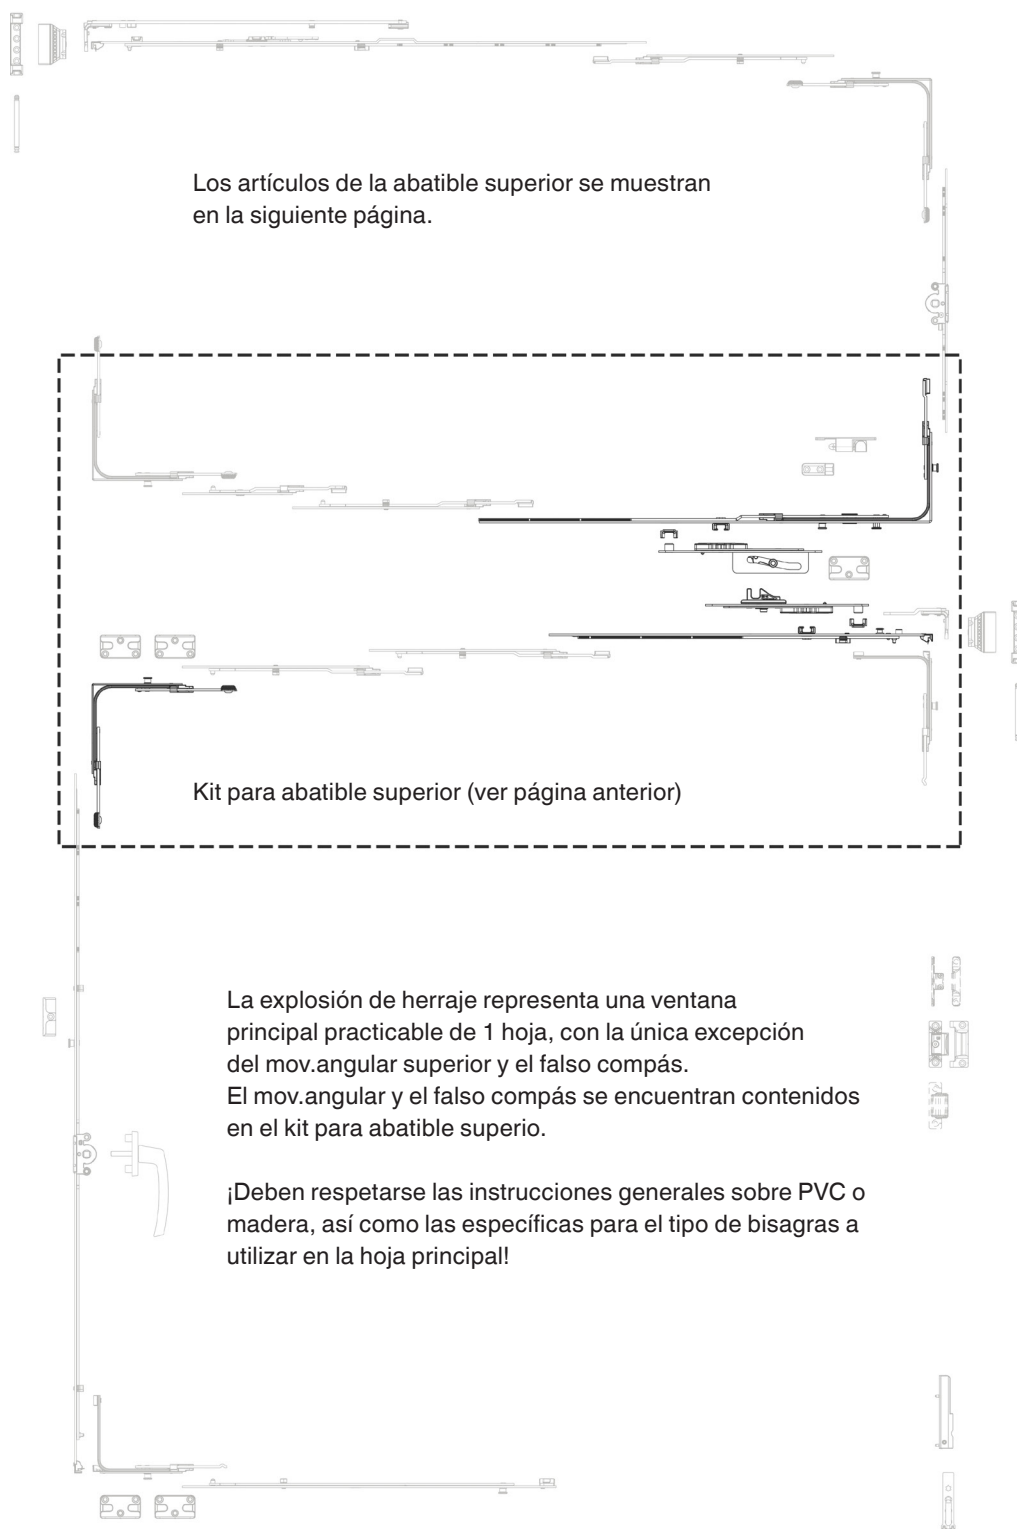 Los artículos de la abatible superior se muestran
en la siguiente página.
Kit para abatible superior (ver página anterior)
La explosión de herraje representa una ventana
principal practicable de 1 hoja, con la única excepción
del mov.angular superior y el falso compás.
El mov.angular y el falso compás se encuentran contenidos
en el kit para abatible superio.
¡Deben respetarse las instrucciones generales sobre PVC o
madera, así como las específicas para el tipo de bisagras a
utilizar en la hoja principal!